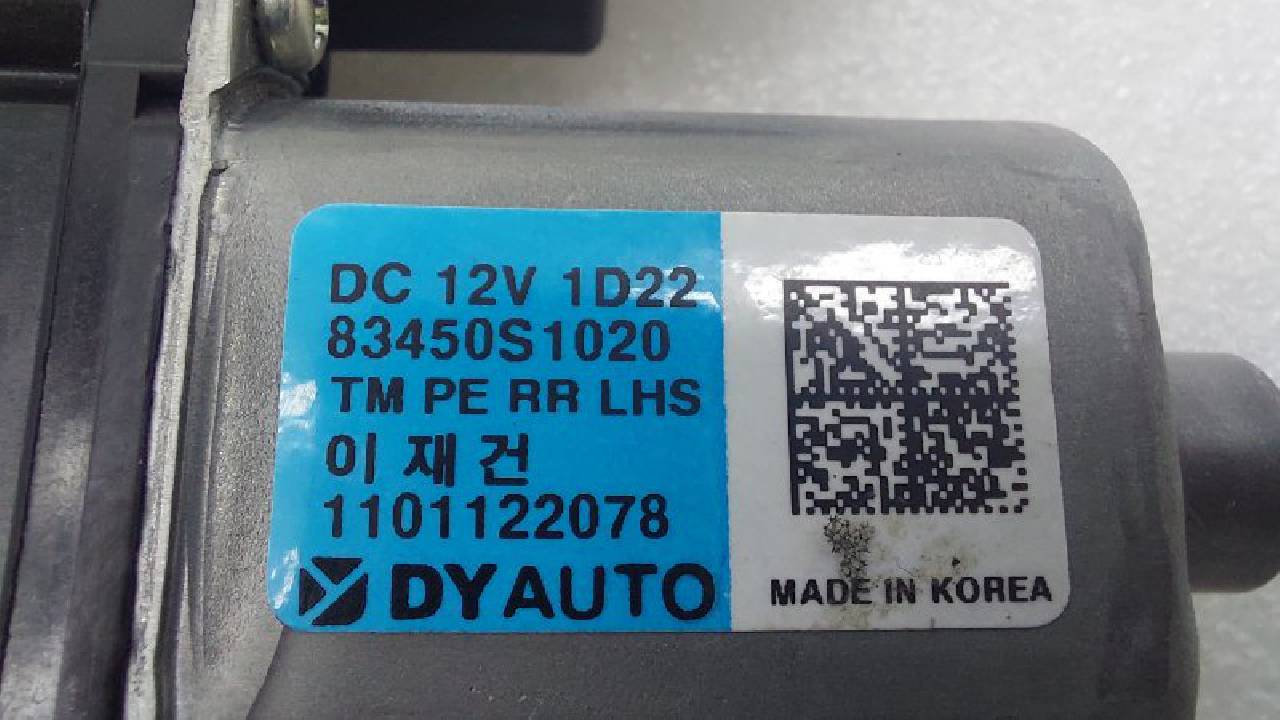 DC 12V 1D22
83450S1020
TM PE RR LHS
이 재 건
1101122078
DYAUTO
MADE IN KOREA